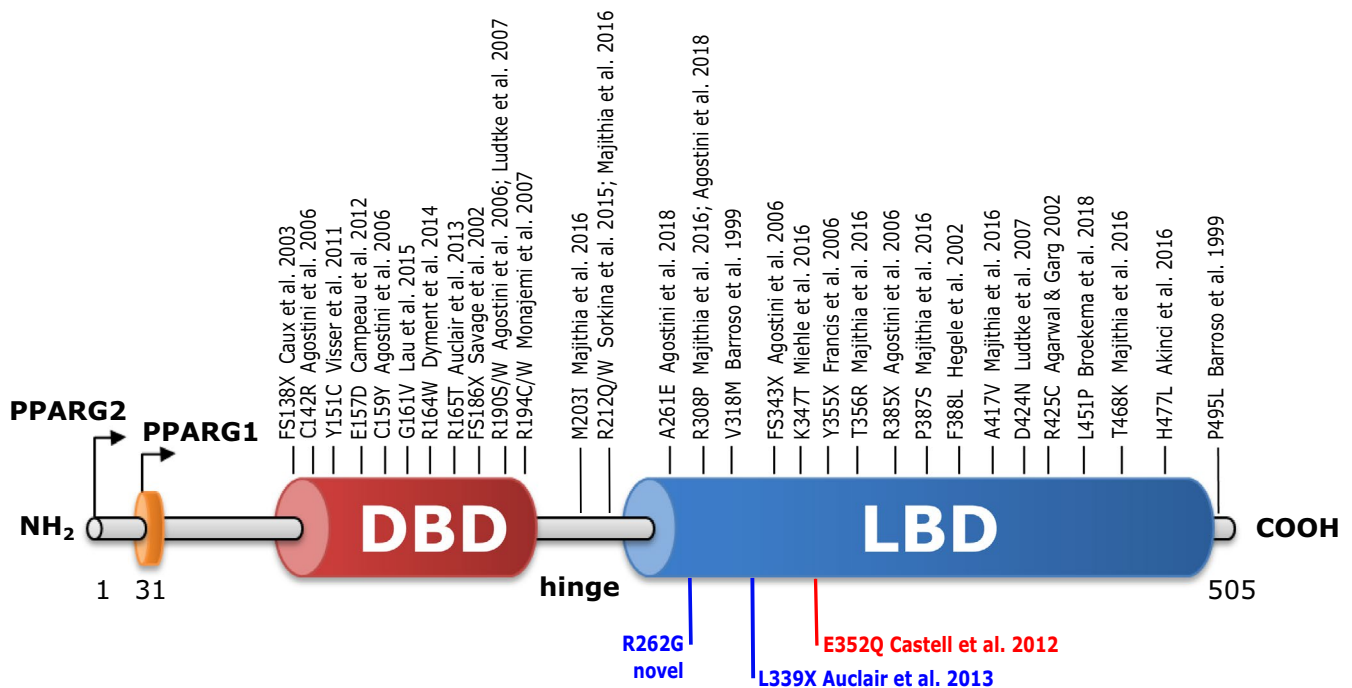 FS138X Caux et al. 2003
C142R Agostini et al. 2006
Y151C Visser et al. 2011
E157D Campeau et al. 2012
C159Y Agostini et al. 2006
G161V Lau et al. 2015
R164W Dyment et al. 2014
R165T Auclair et al. 2013
FS186X Savage et al. 2002
R190S/W Agostini et al. 2006; Ludtke et al. 2007
R194C/W Monajemi et al. 2007
M203I Majithia et al. 2016
R212Q/W Sorkina et al. 2015; Majithia et al. 2016
A261E Agostini et al. 2018
R308P Majithia et al. 2016; Agostini et al. 2018
V318M Barroso et al. 1999
FS343X Agostini et al. 2006
K347T Miehle et al. 2016
Y355X Francis et al. 2006
T356R Majithia et al. 2016
R385X Agostini et al. 2006
P387S Majithia et al. 2016
F388L Hegele et al. 2002
A417V Majithia et al. 2016
D424N Ludtke et al. 2007
R425C Agarwal & Garg 2002
L451P Broekema et al. 2018
T468K Majithia et al. 2016
H477L Akinci et al. 2016
P495L Barroso et al. 1999
PPARG2
PPARG1
NH₂
DBD
LBD
COOH
1
31
hinge
505
R262G
novel
E352Q Castell et al. 2012
L339X Auclair et al. 2013